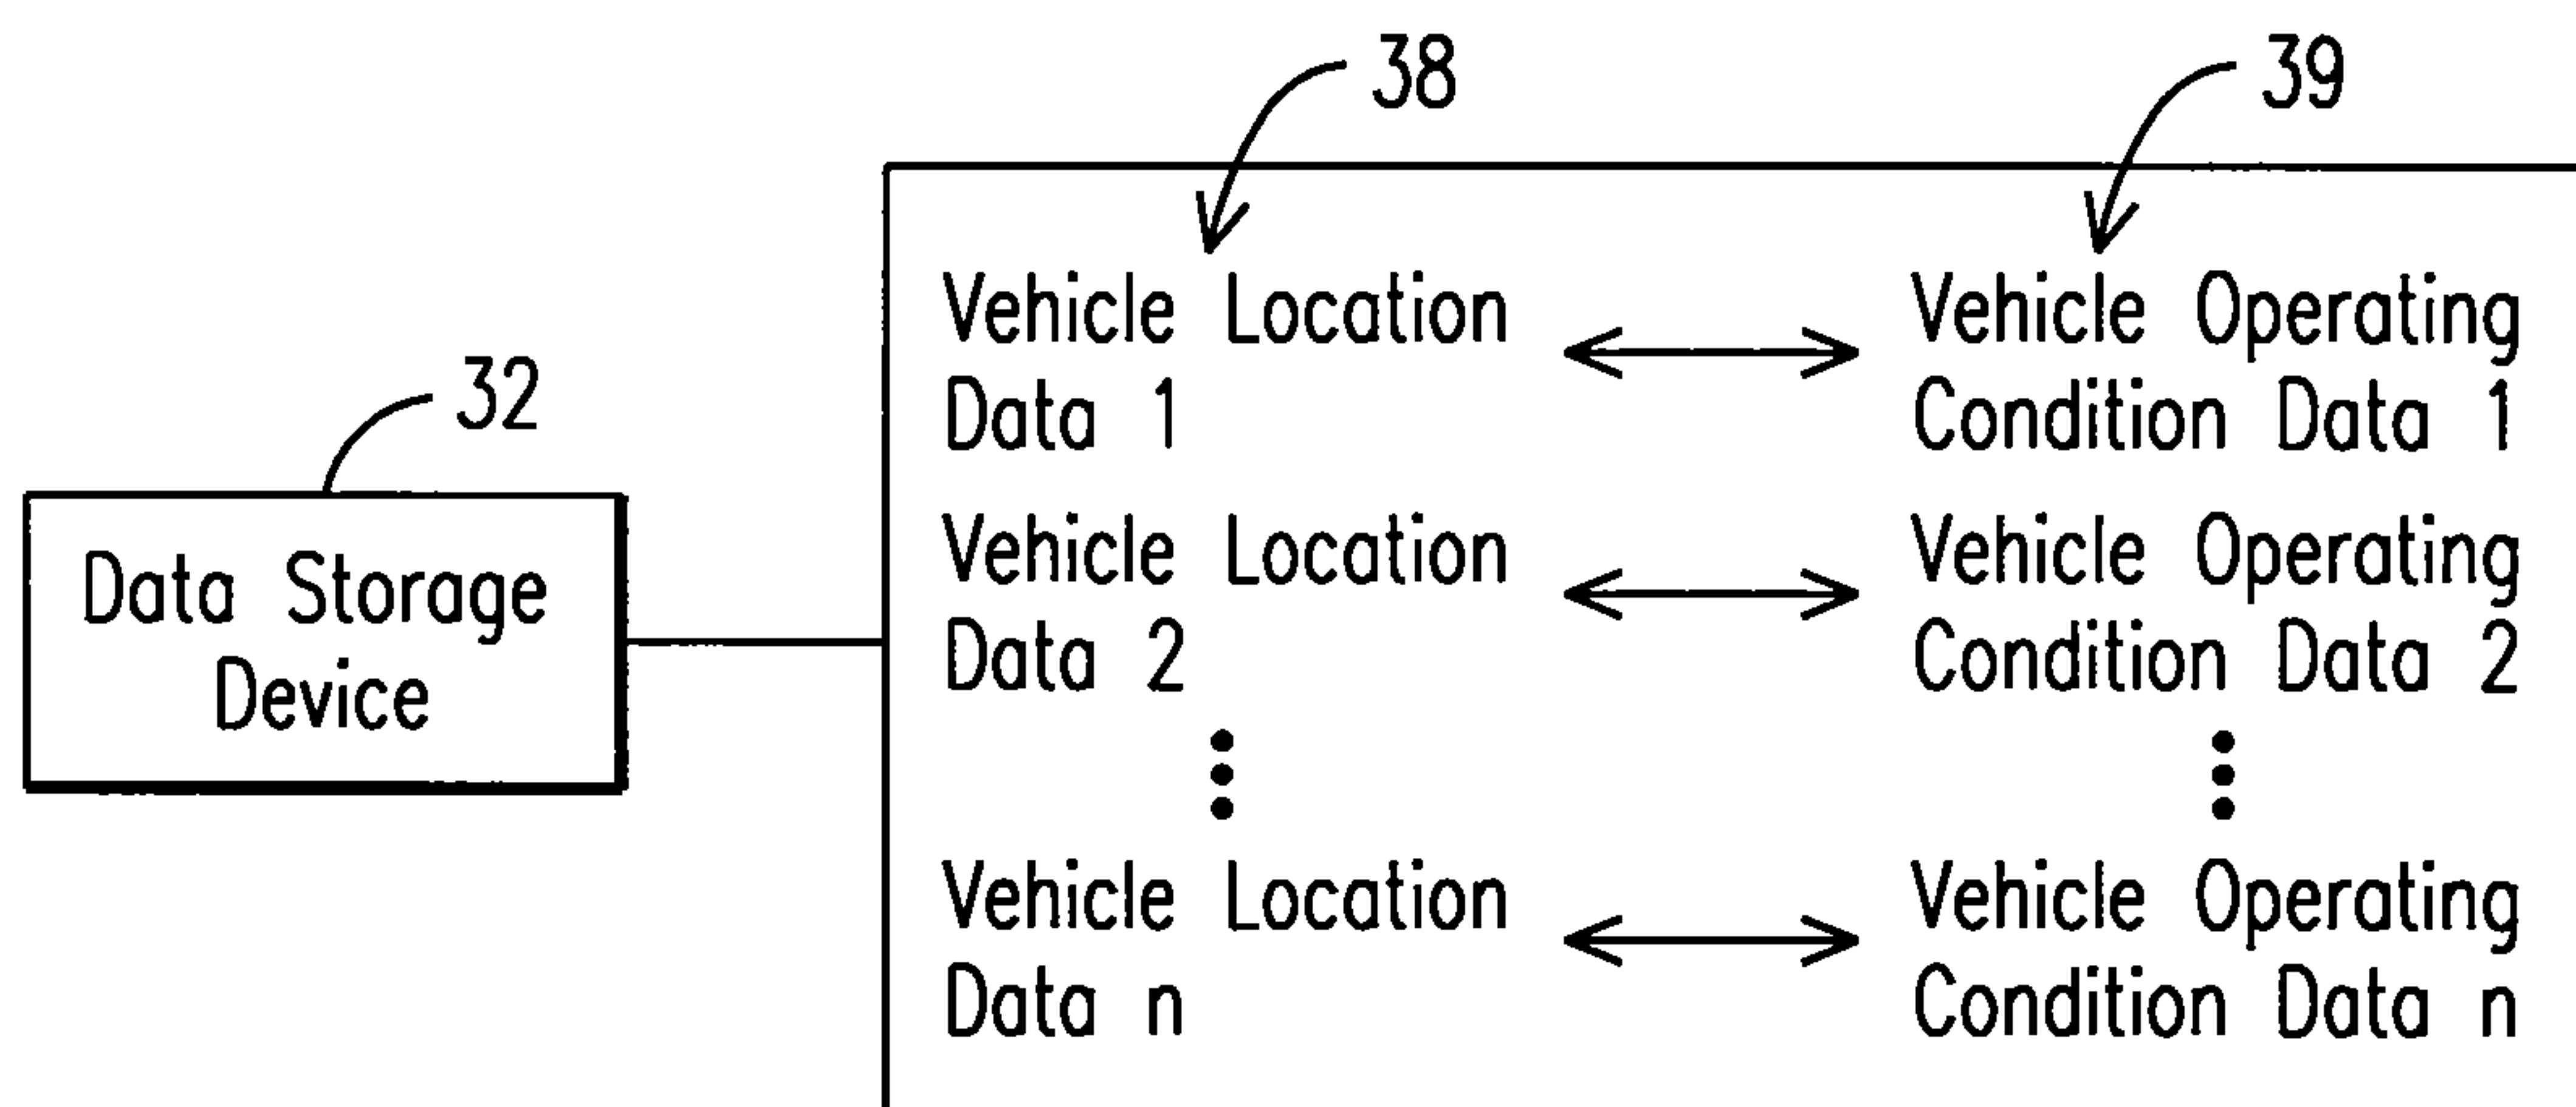 38
39
32
Data Storage
Device
Vehicle Location
Data 1
Vehicle Operating
Condition Data 1
Vehicle Location
Data 2
Vehicle Operating
Condition Data 2
Vehicle Location
Data n
Vehicle Operating
Condition Data n